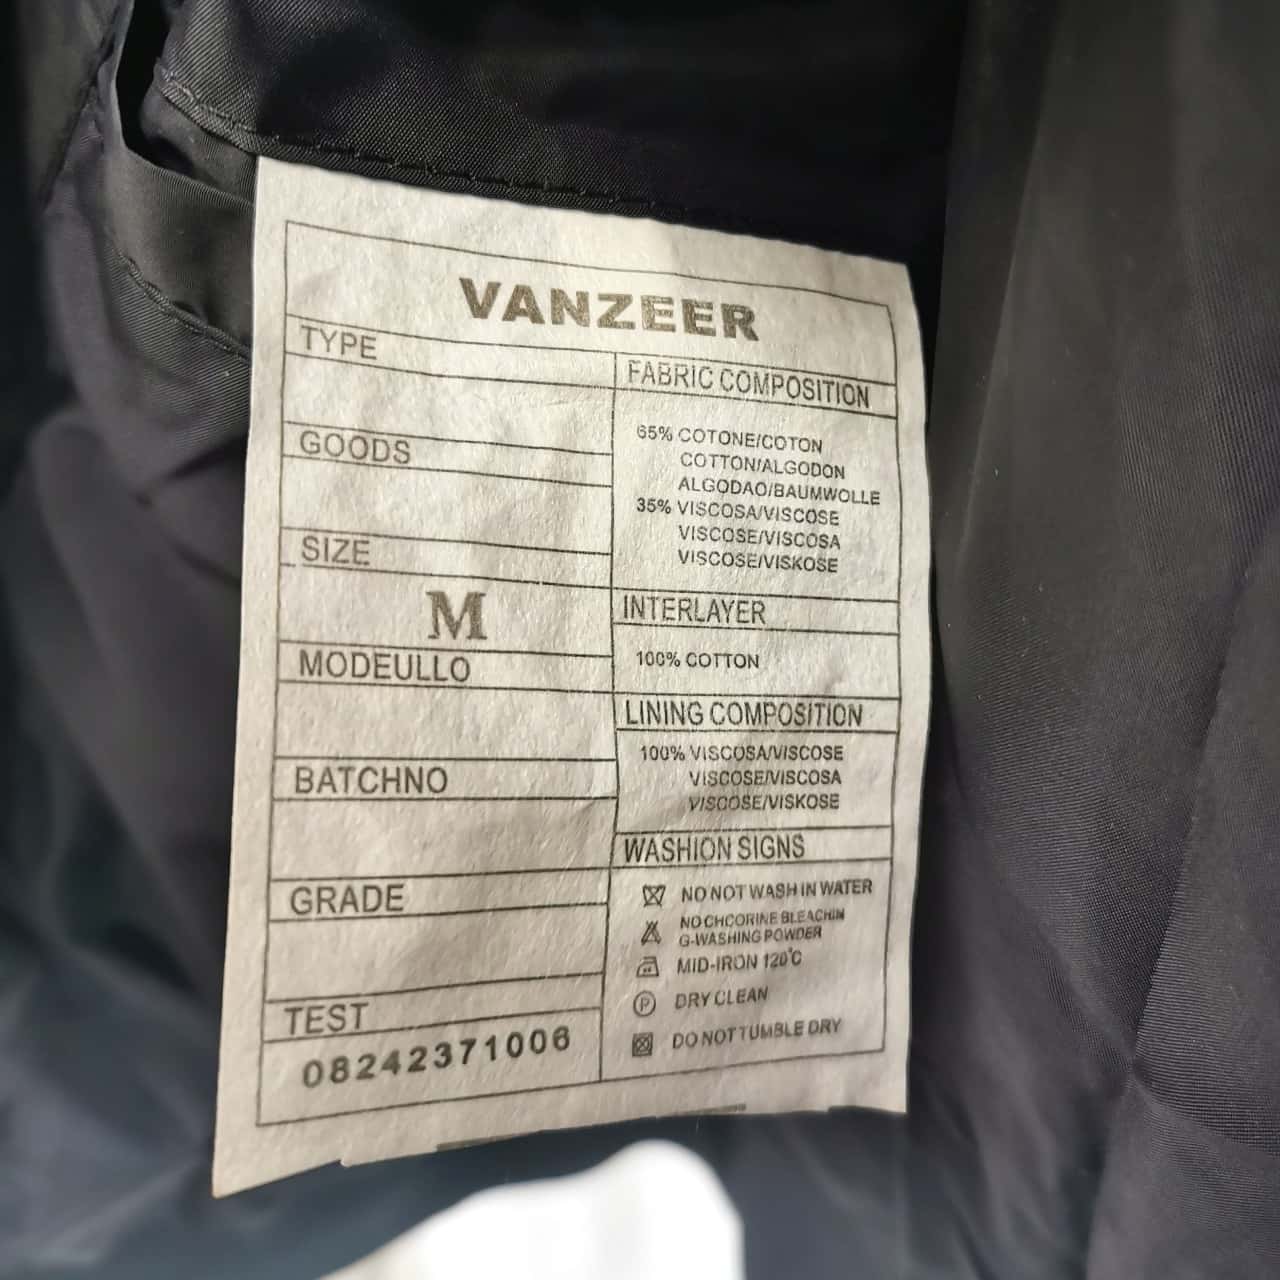 VANZEER
TYPE
GOODS
SIZE
M
MODEULLO
BATCHNO
GRADE
TEST
08242371006
FABRIC COMPOSITION
65% COTONE/COTON
COTTON/ALGODON
ALGODAO/BAUMWOLLE
35% VISCOSA/VISCOSE
VISCOSE/VISCOSA
VISCOSE/VISKOSE
INTERLAYER
100% COTTON
LINING COMPOSITION
100% VISCOSA/VISCOSE
VISCOSE/VISCOSA
VISCOSE/VISKOSE
WASHION SIGNS
NO NOT WASH IN WATER
NO CHCORINE BLEACHIN
G-WASHING POWDER
MID-IRON 120°C
P DRY CLEAN
DO NOT TUMBLE DRY